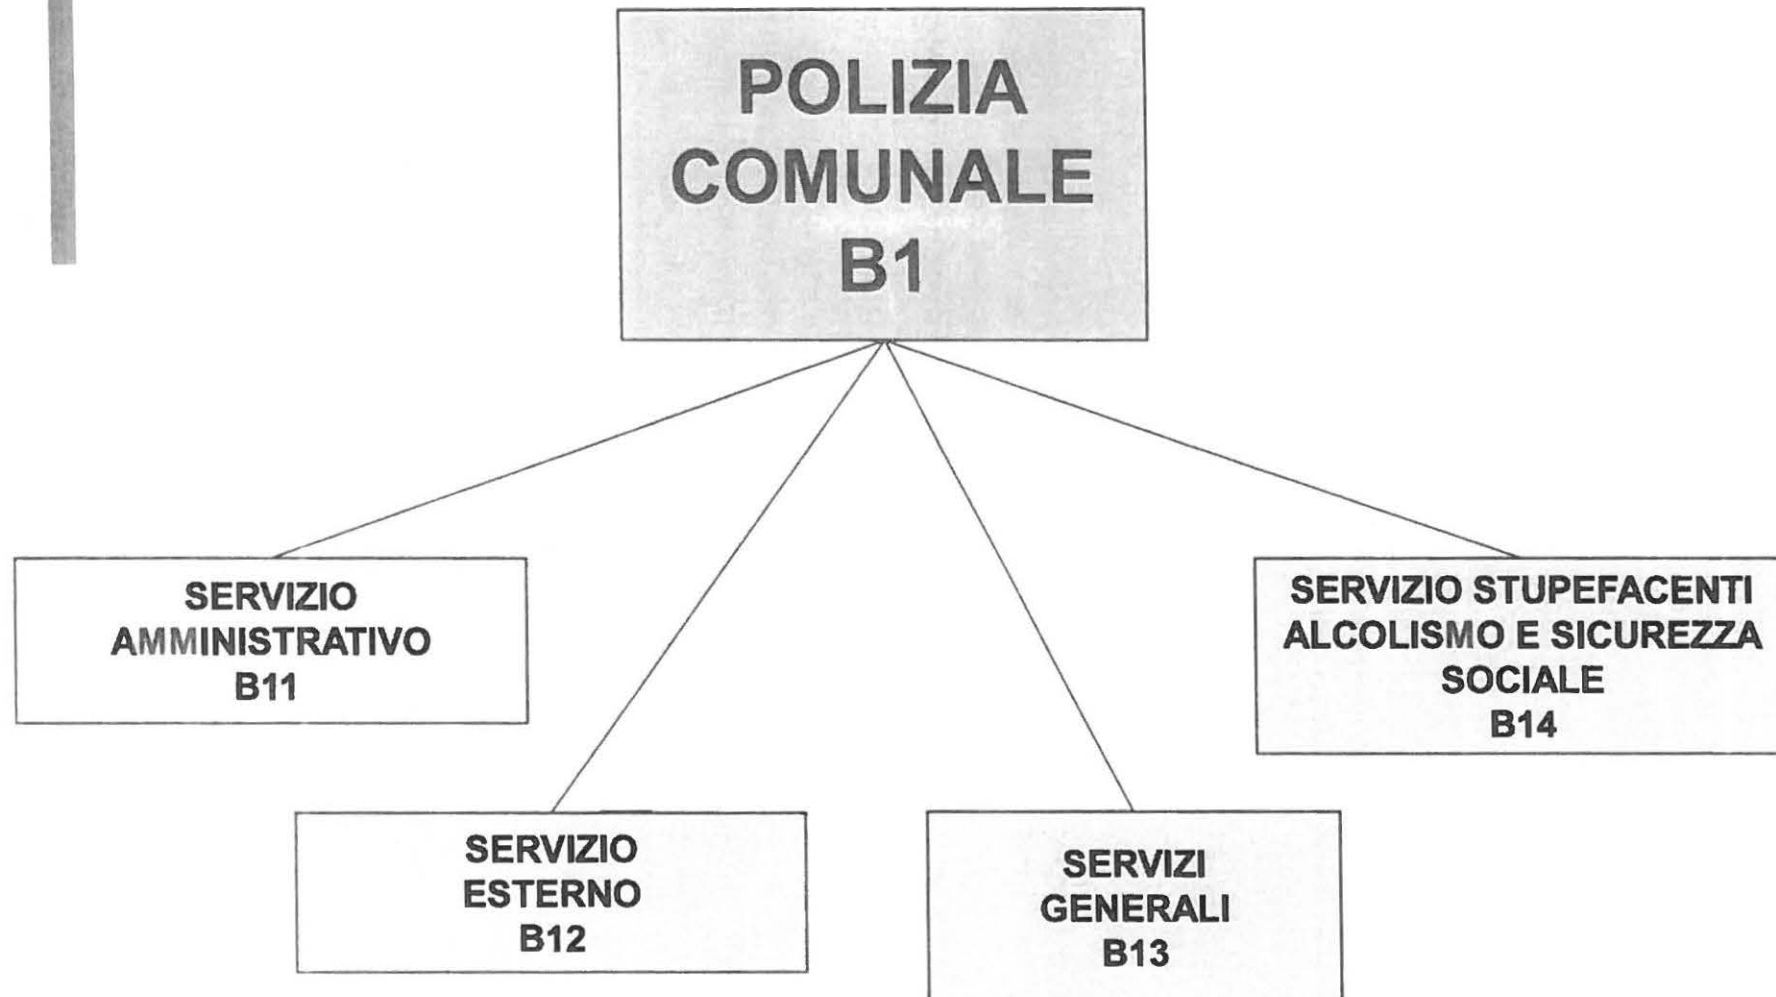 POLIZIA
COMUNALE
B1
SERVIZIO
AMMINISTRATIVO
B11
SERVIZIO STUPEFACENTI
ALCOLISMO E SICUREZZA
SOCIALE
B14
SERVIZIO
ESTERNO
B12
SERVIZI
GENERALI
B13